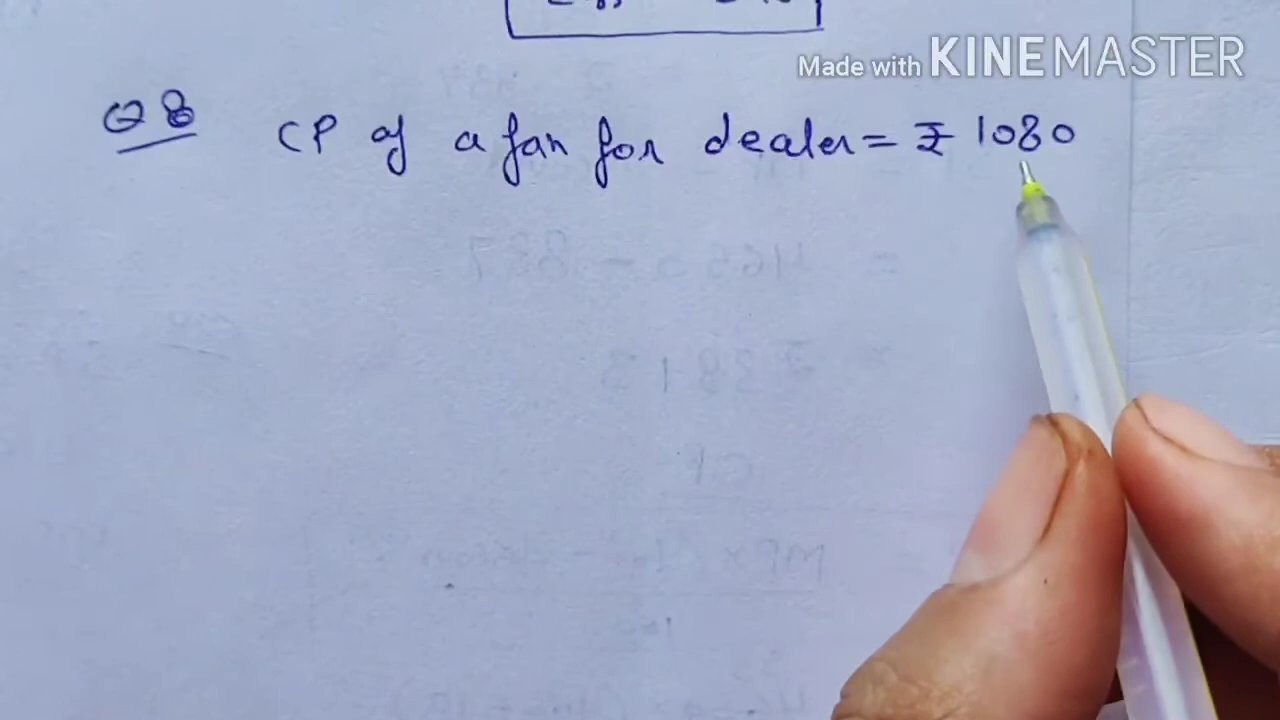 Made with KINEMASTER
Q8 CP of a fan for dealer = ₹ 1080